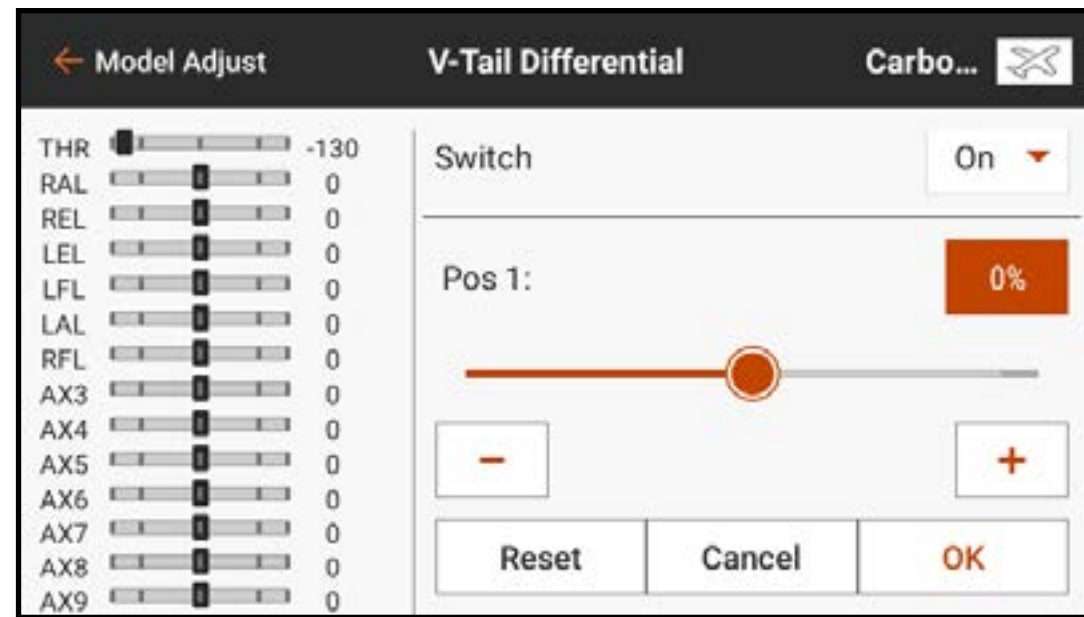 ← Model Adjust V-Tail Differential Carbo...
THR -130
RAL 0
REL 0
LEL 0
LFL 0
LAL 0
RFL 0
AX3 0
AX4 0
AX5 0
AX6 0
AX7 0
AX8 0
AX9 0
Switch On
Pos 1: 0%
− +
Reset Cancel OK